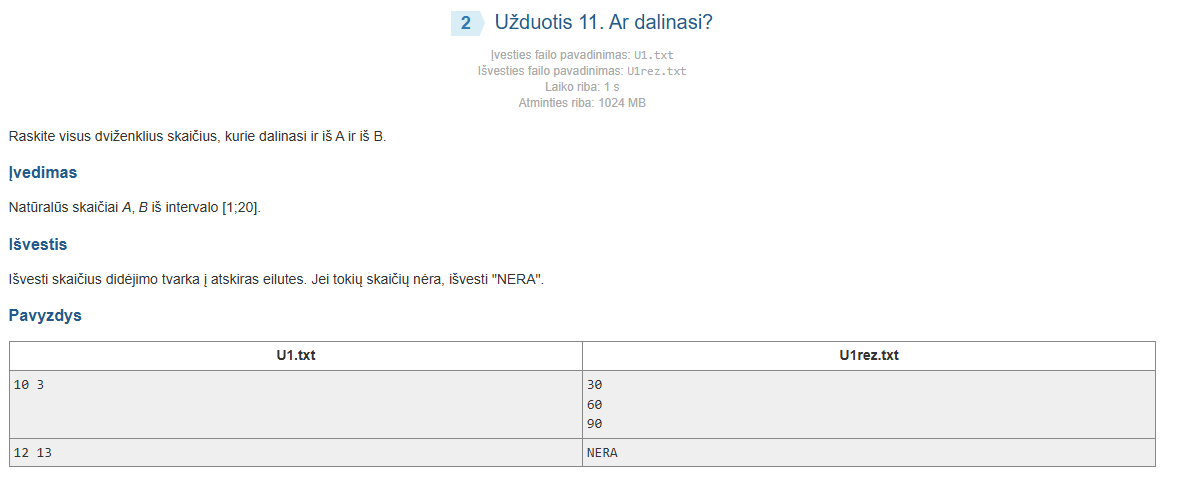 2 Užduotis 11. Ar dalinasi?
Įvesties failo pavadinimas: U1.txt
Išvesties failo pavadinimas: U1rez.txt
Laiko riba: 1 s
Atminties riba: 1024 MB
Raskite visus dviženklius skaičius, kurie dalinasi ir iš A ir iš B.
Įvedimas
Natūralūs skaičiai A, B iš intervalo [1;20].
Išvestis
Išvesti skaičius didėjimo tvarka į atskiras eilutes. Jei tokių skaičių nėra, išvesti "NERA".
Pavyzdys
U1.txt U1rez.txt
10 3 30
60
90
12 13 NERA